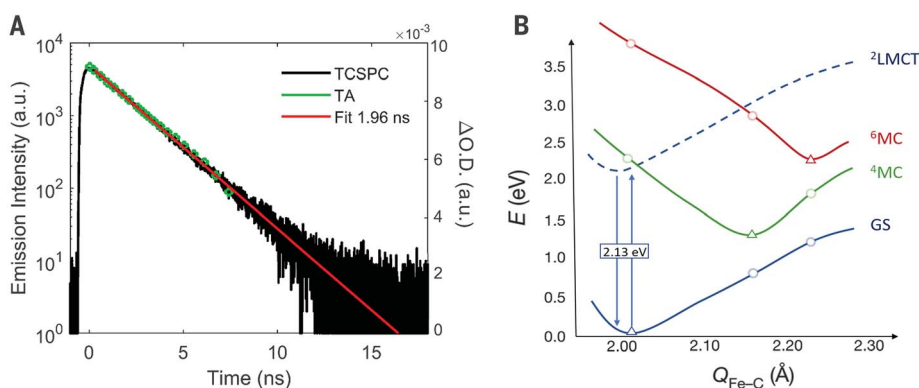 A
×10⁻³
10⁴
10³
10²
10¹
10⁰
Emission Intensity (a.u.)
TCSPC
TA
Fit 1.96 ns
10
8
6
4
2
0
ΔO.D. (a.u.)
0
5
10
15
Time (ns)
B
3.5
3.0
2.5
2.0
1.5
1.0
0.5
0.0
E (eV)
²LMCT
⁶MC
⁴MC
GS
2.13 eV
2.00
2.10
2.20
2.30
Q Fe–C (Å)